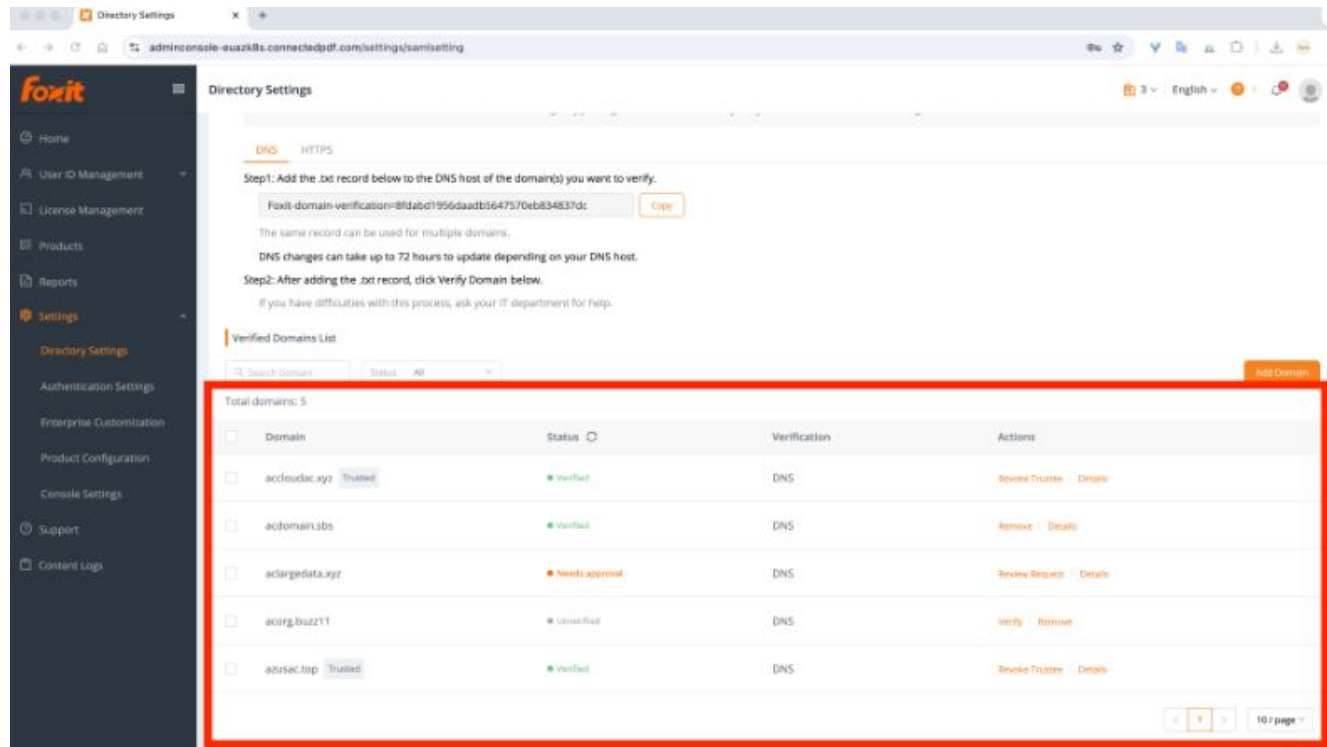 Directory Settings
adminconsole-euazk8s.connectedpdf.com/settings/samlsetting
foxit
Directory Settings
3 English
Home
User ID Management
License Management
Products
Reports
Settings
Directory Settings
Authentication Settings
Enterprise Customization
Product Configuration
Console Settings
Support
Content Logs
DNS HTTPS
Step1: Add the .txt record below to the DNS host of the domain(s) you want to verify.
Foxit-domain-verification=8fdabd1956daadb5647570eb834837dc Copy
The same record can be used for multiple domains.
DNS changes can take up to 72 hours to update depending on your DNS host.
Step2: After adding the .txt record, click Verify Domain below.
If you have difficulties with this process, ask your IT department for help.
Verified Domains List
Search Domain Status All Add Domain
Total domains: 5
Domain Status Verification Actions
accloudac.xyz Trusted Verified DNS Revoke Trustee Details
acdomain.sbs Verified DNS Remove Details
aclargedata.xyz Needs approval DNS Review Request Details
acorg.buzz11 Unverified DNS Verify Remove
azusac.top Trusted Verified DNS Revoke Trustee Details
< 1 > 10 / page